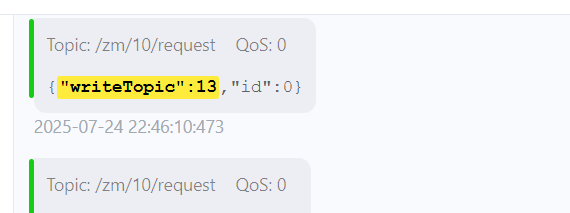 Topic: /zm/10/request QoS: 0
{"writeTopic":13,"id":0}
2025-07-24 22:46:10:473
Topic: /zm/10/request QoS: 0